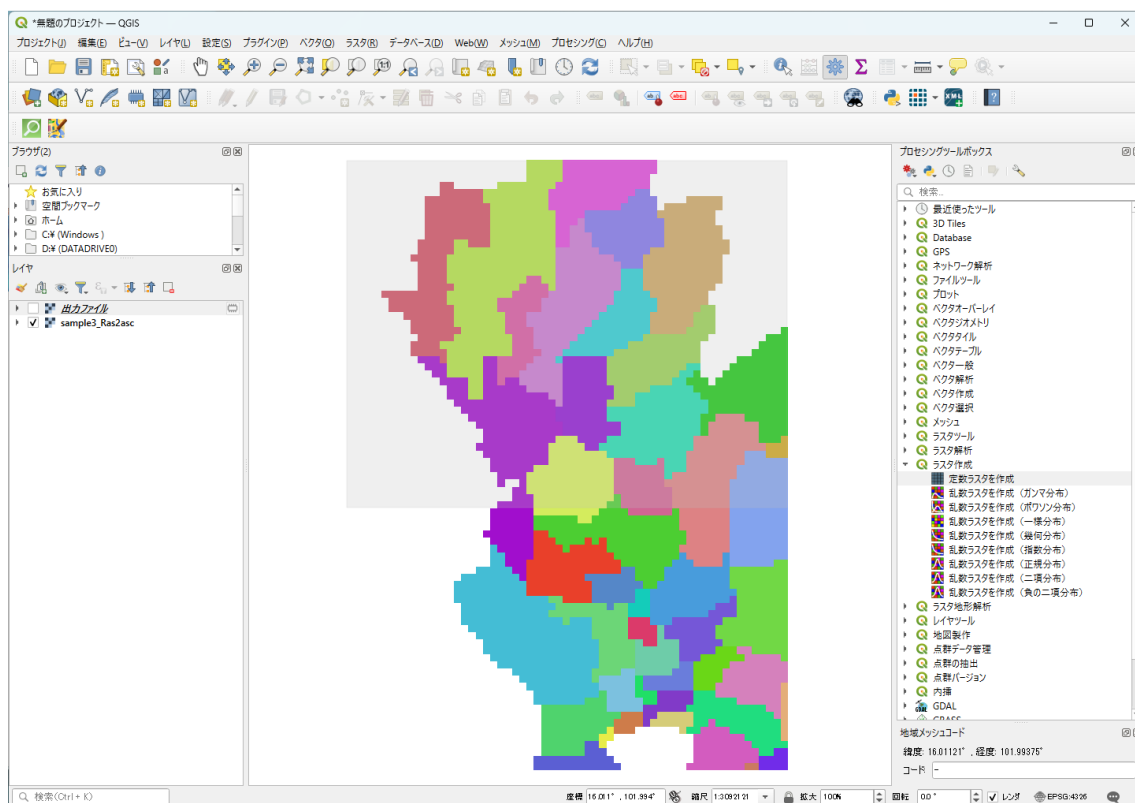 *無題のプロジェクト — QGIS
プロジェクト(J) 編集(E) ビュー(V) レイヤ(L) 設定(S) プラグイン(P) ベクタ(O) ラスタ(R) データベース(D) Web(W) メッシュ(M) プロセシング(C) ヘルプ(H)
ブラウザ(2)
お気に入り
空間ブックマーク
ホーム
C:¥ (Windows )
D:¥ (DATADRIVE0)
レイヤ
出力ファイル
sample3_Ras2asc
プロセシングツールボックス
検索...
最近使ったツール
3D Tiles
Database
GPS
ネットワーク解析
ファイルツール
プロット
ベクタオーバーレイ
ベクタジオメトリ
ベクタタイル
ベクタテーブル
ベクタ一般
ベクタ解析
ベクタ作成
ベクタ選択
メッシュ
ラスタツール
ラスタ解析
ラスタ作成
定数ラスタを作成
乱数ラスタを作成（ガンマ分布）
乱数ラスタを作成（ポワソン分布）
乱数ラスタを作成（一様分布）
乱数ラスタを作成（幾何分布）
乱数ラスタを作成（指数分布）
乱数ラスタを作成（正規分布）
乱数ラスタを作成（二項分布）
乱数ラスタを作成（負の二項分布）
ラスタ地形解析
レイヤツール
地図製作
点群データ管理
点群の抽出
点群バージョン
内挿
GDAL
GRASS
地域メッシュコード
緯度: 16.01121° , 経度: 101.99375°
コード -
検索(Ctrl + K) 座標 16.011° , 101.994° 縮尺 1:3092121 拡大 100% 回転 0.0 ° レンダ EPSG:4326